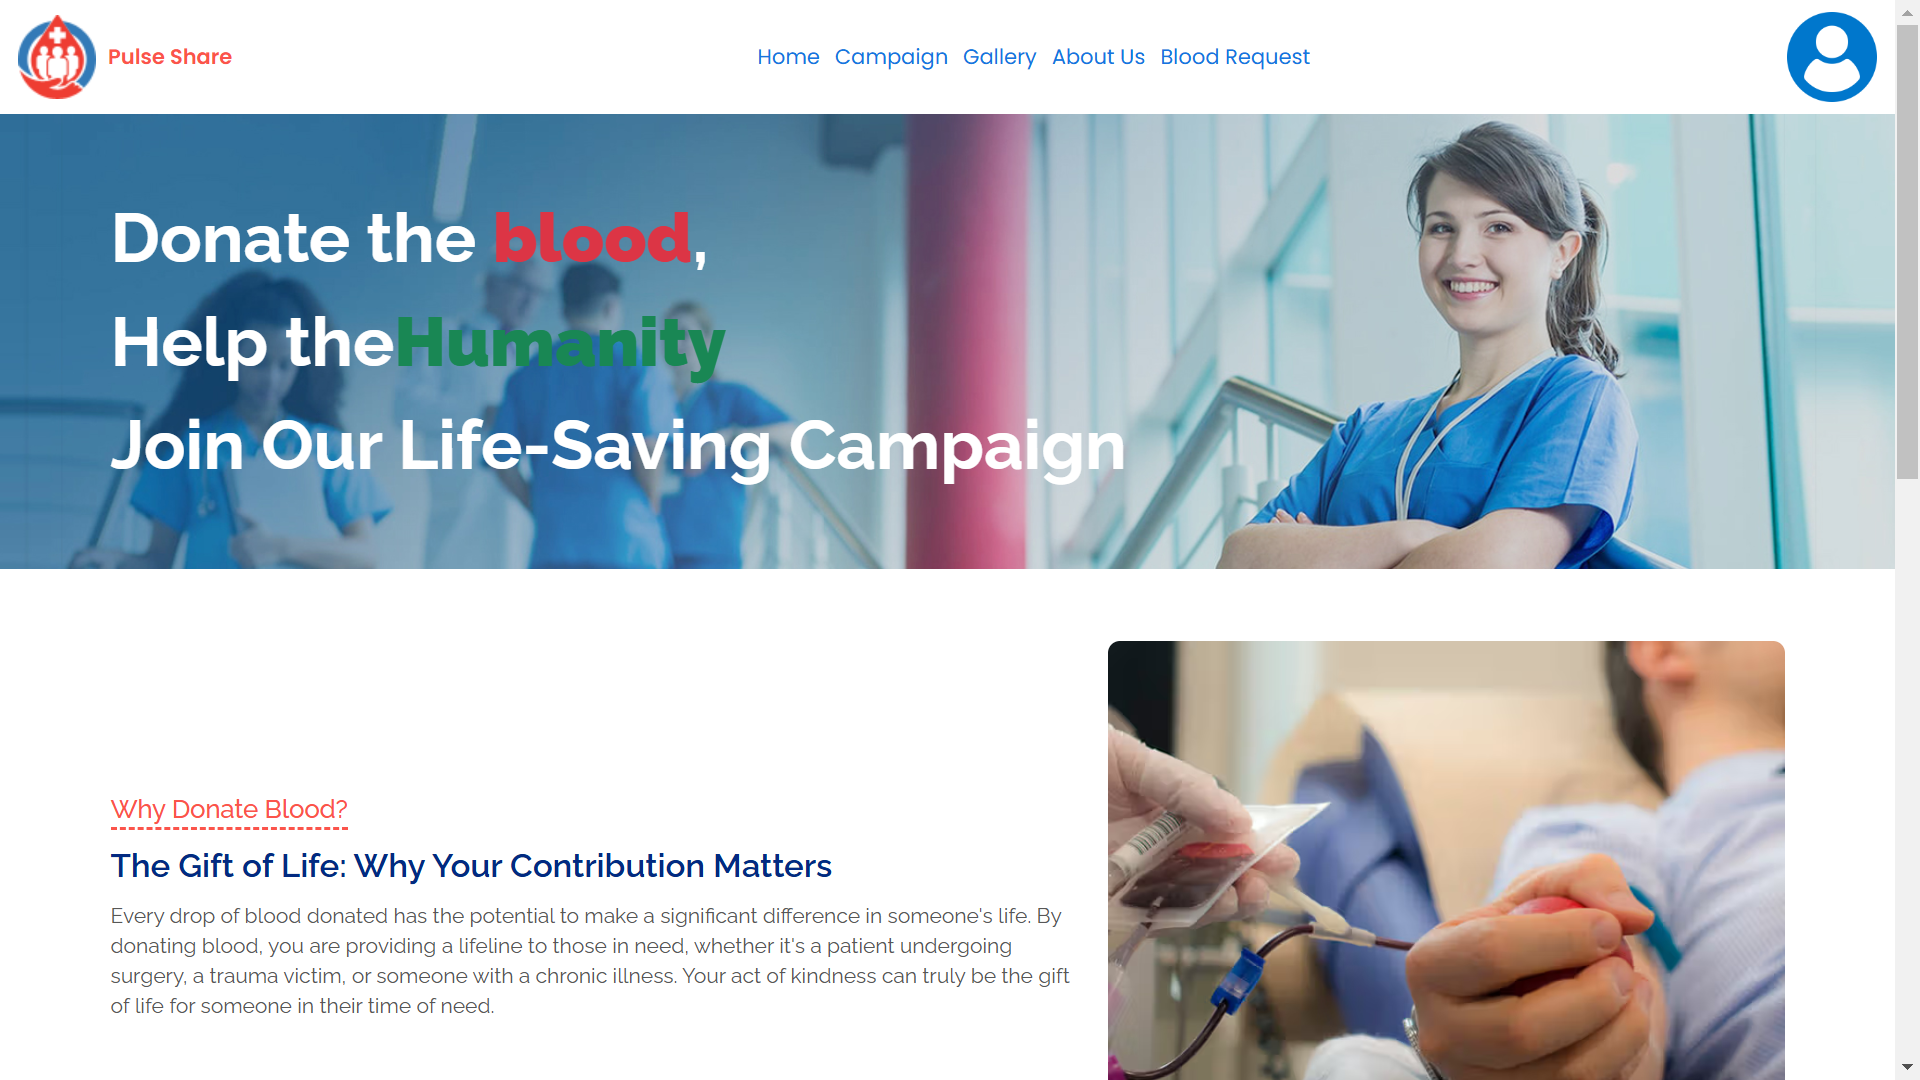 Pulse Share
Home Campaign Gallery About Us Blood Request
Donate the blood,
Help theHumanity
Join Our Life-Saving Campaign
Why Donate Blood?
The Gift of Life: Why Your Contribution Matters
Every drop of blood donated has the potential to make a significant difference in someone's life. By
donating blood, you are providing a lifeline to those in need, whether it's a patient undergoing
surgery, a trauma victim, or someone with a chronic illness. Your act of kindness can truly be the gift
of life for someone in their time of need.